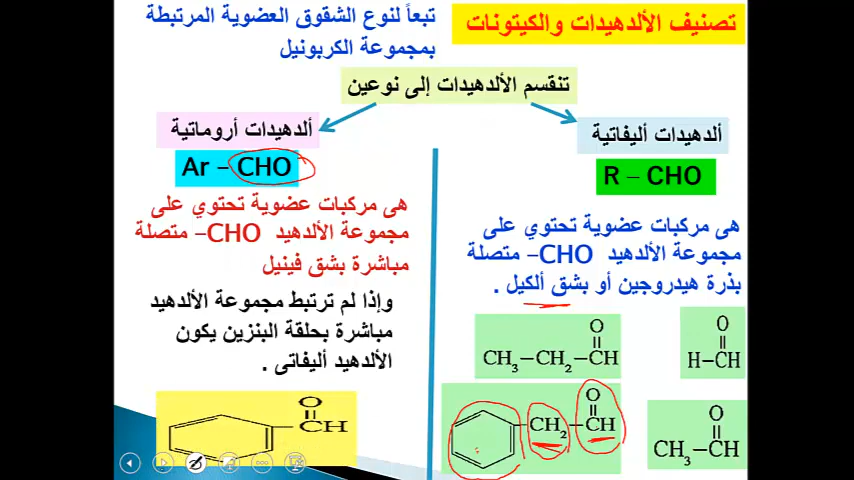 تصنيف الألدهيدات والكيتونات
تبعاً لنوع الشقوق العضوية المرتبطة
بمجموعة الكربونيل
تنقسم الألدهيدات إلى نوعين
ألدهيدات أليفاتية
R – CHO
هى مركبات عضوية تحتوي على
مجموعة الألدهيد CHO– متصلة
بذرة هيدروجين أو بشق ألكيل .
O
CH₃–CH₂–CH
O
H–CH
O
CH₂–CH
O
CH₃–CH
ألدهيدات أروماتية
Ar – CHO
هى مركبات عضوية تحتوي على
مجموعة الألدهيد CHO– متصلة
مباشرة بشق فينيل
وإذا لم ترتبط مجموعة الألدهيد
مباشرة بحلقة البنزين يكون
الألدهيد أليفاتى .
O
CH